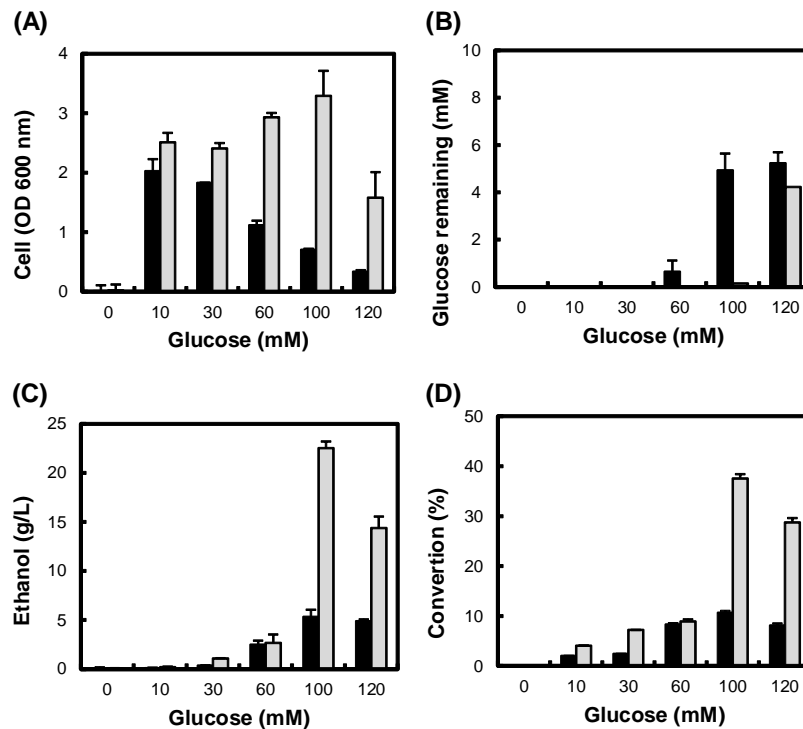 (A)
4
3
2
1
0
Cell (OD 600 nm)
0 10 30 60 100 120
Glucose (mM)
(B)
10
8
6
4
2
0
Glucose remaining (mM)
0 10 30 60 100 120
Glucose (mM)
(C)
25
20
15
10
5
0
Ethanol (g/L)
0 10 30 60 100 120
Glucose (mM)
(D)
50
40
30
20
10
0
Convertion (%)
0 10 30 60 100 120
Glucose (mM)